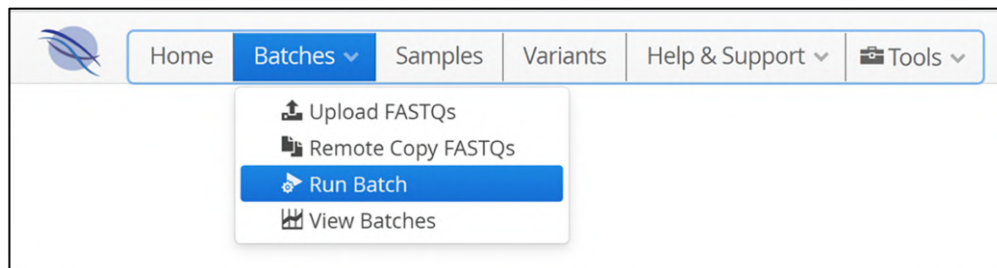 Home Batches Samples Variants Help & Support Tools
Upload FASTQs
Remote Copy FASTQs
Run Batch
View Batches